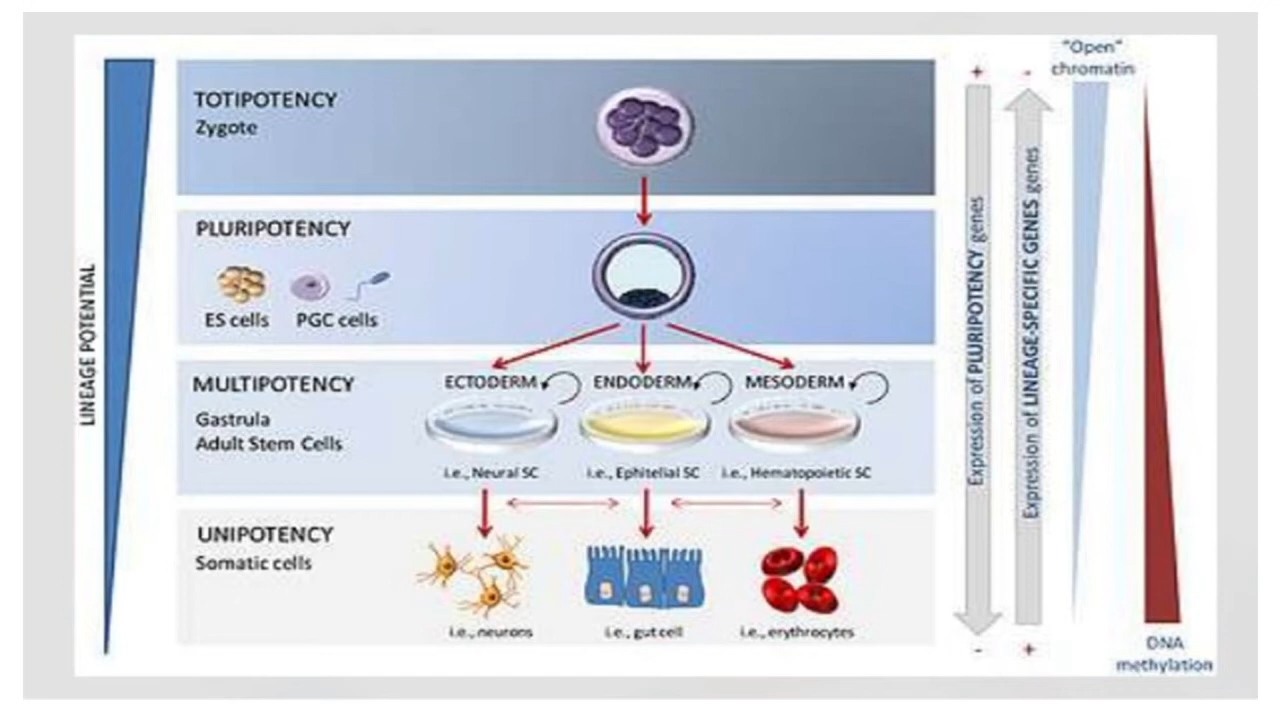 LINEAGE POTENTIAL
TOTIPOTENCY
Zygote
PLURIPOTENCY
ES cells
PGC cells
MULTIPOTENCY
Gastrula
Adult Stem Cells
ECTODERM
ENDODERM
MESODERM
i.e., Neural SC
i.e., Ephitelial SC
i.e., Hematopoietic SC
UNIPOTENCY
Somatic cells
i.e., neurons
i.e., gut cell
i.e., erythrocytes
+
-
Expression of PLURIPOTENCY genes
Expression of LINEAGE-SPECIFIC GENES genes
-
+
"Open"
chromatin
DNA
methylation